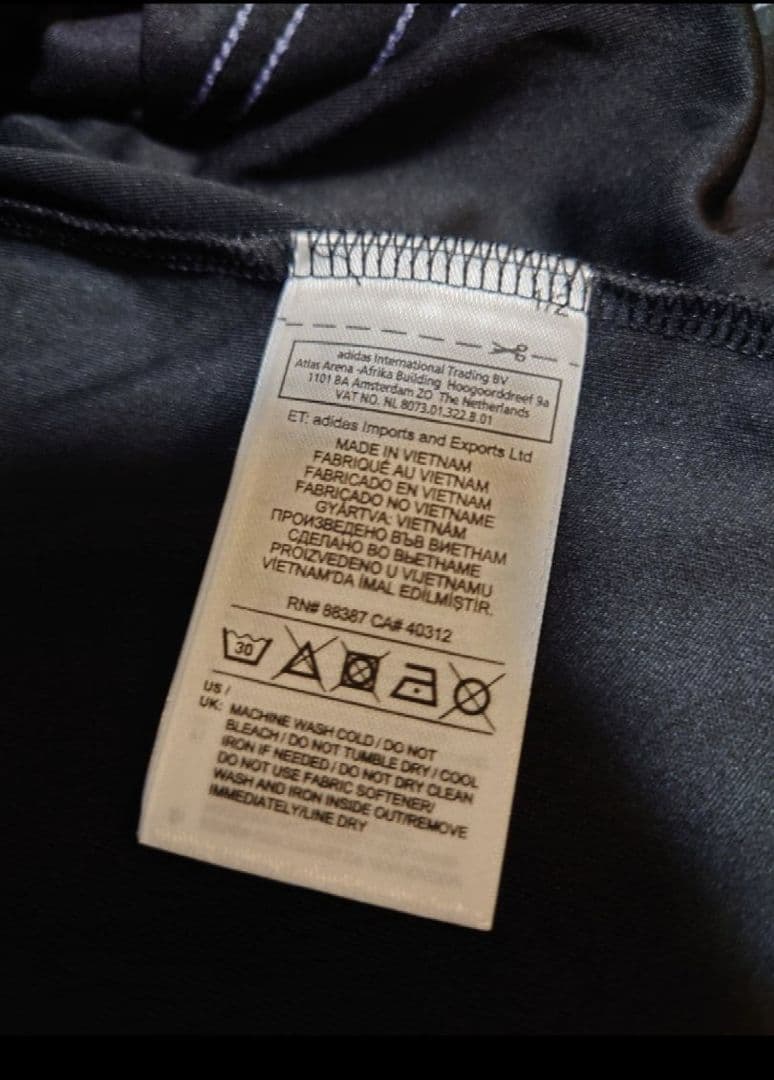 1/2
adidas International Trading BV
Atlas Arena -Afrika Building Hoogoorddreef 9a
1101 BA Amsterdam ZO The Netherlands
VAT NO. NL 8073.01.322.B.01
ET: adidas Imports and Exports Ltd
MADE IN VIETNAM
FABRIQUÉ AU VIETNAM
FABRICADO EN VIETNAM
FABRICADO NO VIETNAME
GYÁRTVA: VIETNÁM
ПРОИЗВЕДЕНО ВЪВ ВИЕТНАМ
СДЕЛАНО ВО ВЬЕТНАМЕ
PROIZVEDENO U VIJETNAMU
VİETNAM'DA İMAL EDİLMİŞTİR.
RN# 88387 CA# 40312
30
US /
UK: MACHINE WASH COLD / DO NOT
BLEACH / DO NOT TUMBLE DRY / COOL
IRON IF NEEDED / DO NOT DRY CLEAN
DO NOT USE FABRIC SOFTENER/
WASH AND IRON INSIDE OUT/REMOVE
IMMEDIATELY/LINE DRY